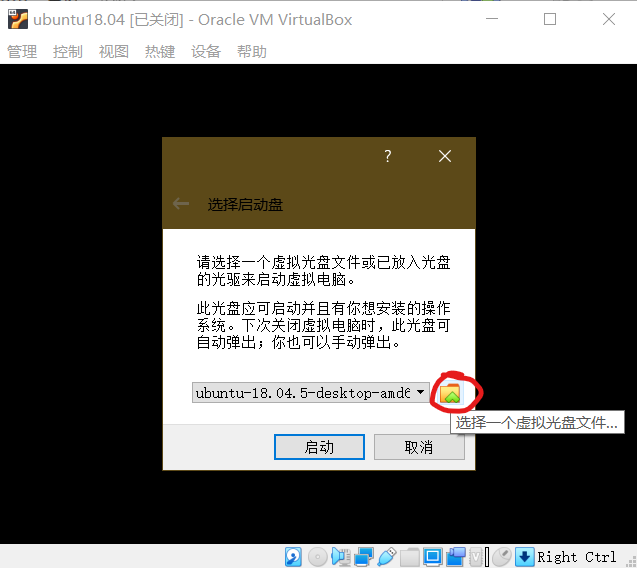 ubuntu18.04 [已关闭] - Oracle VM VirtualBox
管理 控制 视图 热键 设备 帮助
?
选择启动盘
请选择一个虚拟光盘文件或已放入光盘
的光驱来启动虚拟电脑。
此光盘应可启动并且有你想安装的操作
系统。下次关闭虚拟电脑时，此光盘可
自动弹出；你也可以手动弹出。
ubuntu-18.04.5-desktop-amd6
选择一个虚拟光盘文件...
启动 取消
Right Ctrl